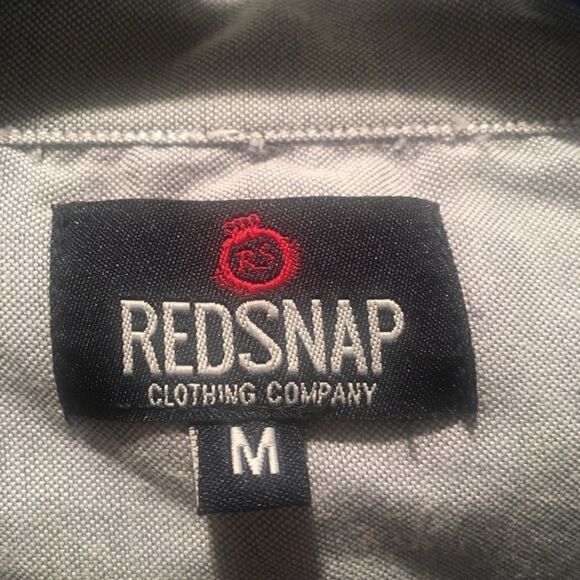 RS
REDSNAP
CLOTHING COMPANY
M